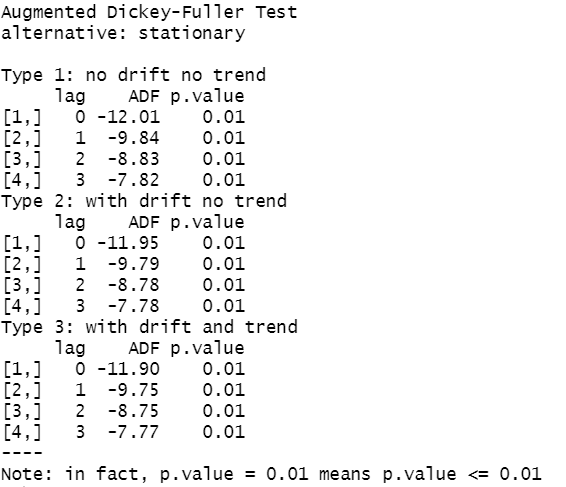 Augmented Dickey-Fuller Test
alternative: stationary

Type 1: no drift no trend
     lag    ADF p.value
[1,]   0 -12.01    0.01
[2,]   1  -9.84    0.01
[3,]   2  -8.83    0.01
[4,]   3  -7.82    0.01
Type 2: with drift no trend
     lag    ADF p.value
[1,]   0 -11.95    0.01
[2,]   1  -9.79    0.01
[3,]   2  -8.78    0.01
[4,]   3  -7.78    0.01
Type 3: with drift and trend
     lag    ADF p.value
[1,]   0 -11.90    0.01
[2,]   1  -9.75    0.01
[3,]   2  -8.75    0.01
[4,]   3  -7.77    0.01
----
Note: in fact, p.value = 0.01 means p.value <= 0.01